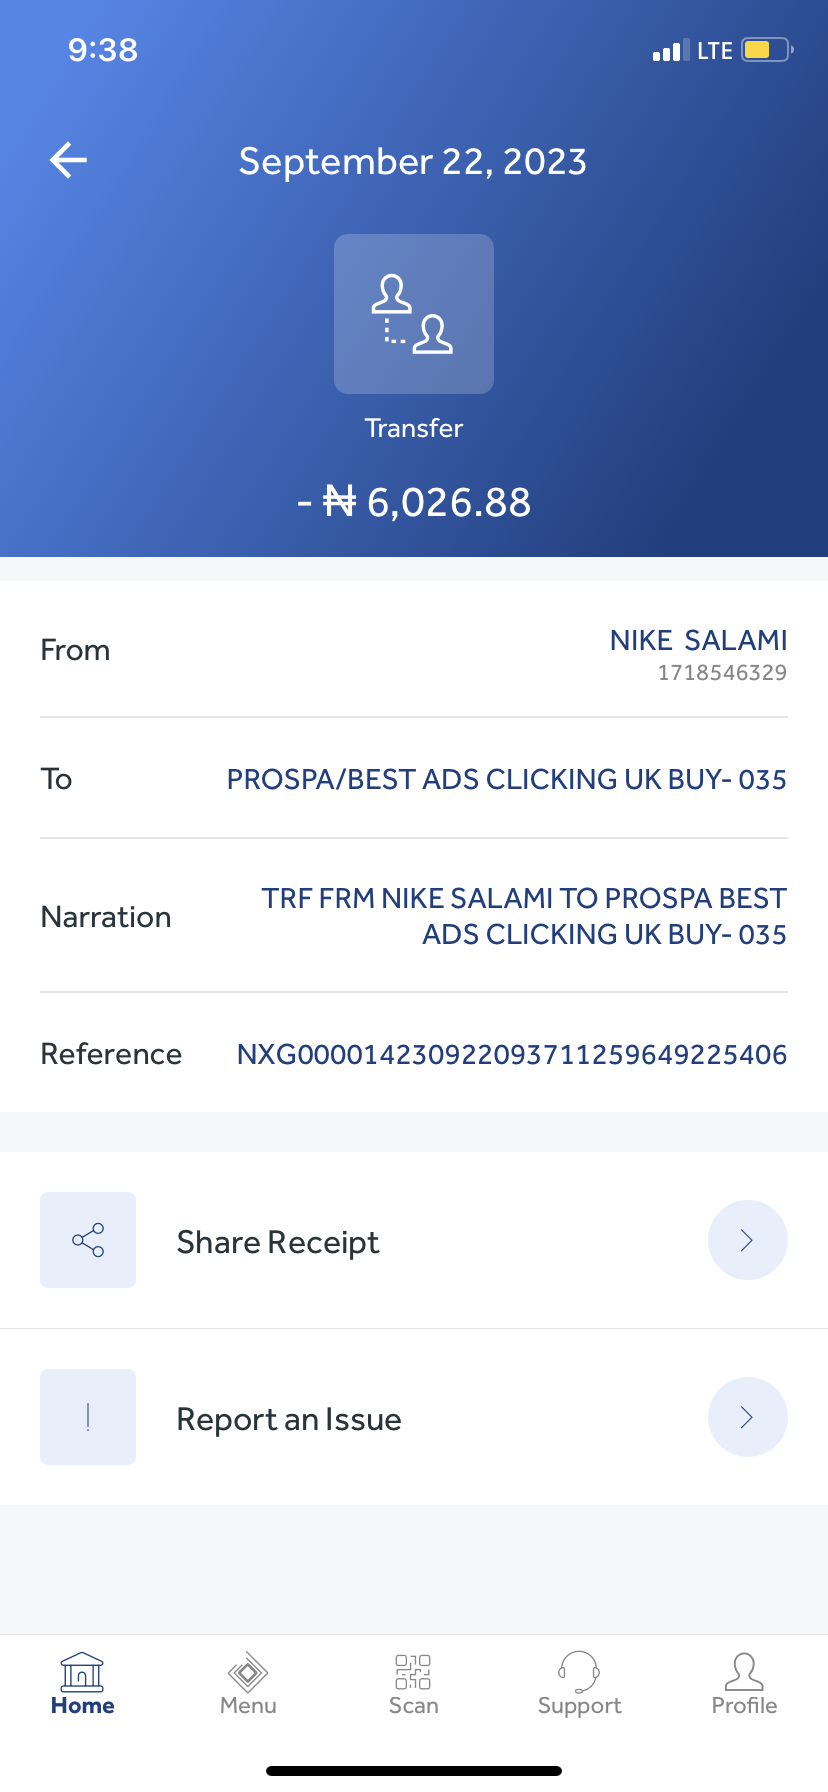 9:38
LTE
September 22, 2023
Transfer
- ₦ 6,026.88
From
NIKE  SALAMI
1718546329
To
PROSPA/BEST ADS CLICKING UK BUY- 035
Narration
TRF FRM NIKE SALAMI TO PROSPA BEST
ADS CLICKING UK BUY- 035
Reference
NXG000014230922093711259649225406
Share Receipt
Report an Issue
Home
Menu
Scan
Support
Profile